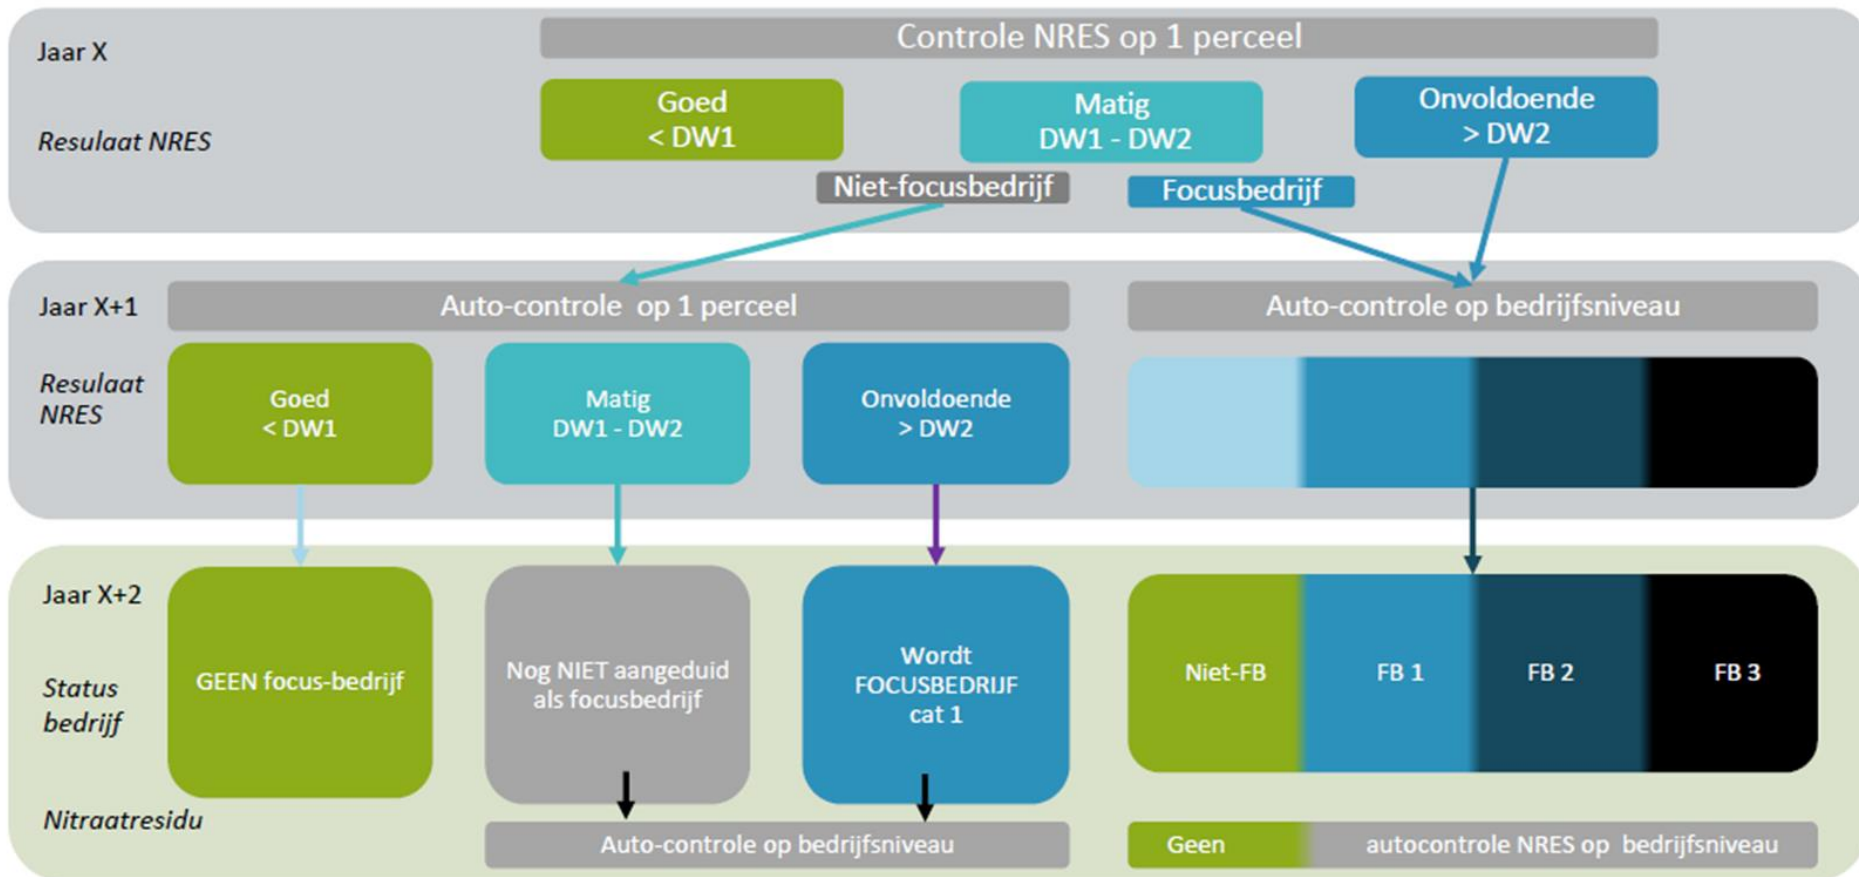 Jaar X
Controle NRES op 1 perceel
Resulaat NRES
Goed
< DW1
Matig
DW1 - DW2
Onvoldoende
> DW2
Niet-focusbedrijf
Focusbedrijf
Jaar X+1
Auto-controle op 1 perceel
Auto-controle op bedrijfsniveau
Resulaat
NRES
Goed
< DW1
Matig
DW1 - DW2
Onvoldoende
> DW2
Jaar X+2
Status
bedrijf
GEEN focus-bedrijf
Nog NIET aangeduid
als focusbedrijf
Wordt
FOCUSBEDRIJF
cat 1
Niet-FB
FB 1
FB 2
FB 3
Nitraatresidu
Auto-controle op bedrijfsniveau
Geen
autocontrole NRES op bedrijfsniveau